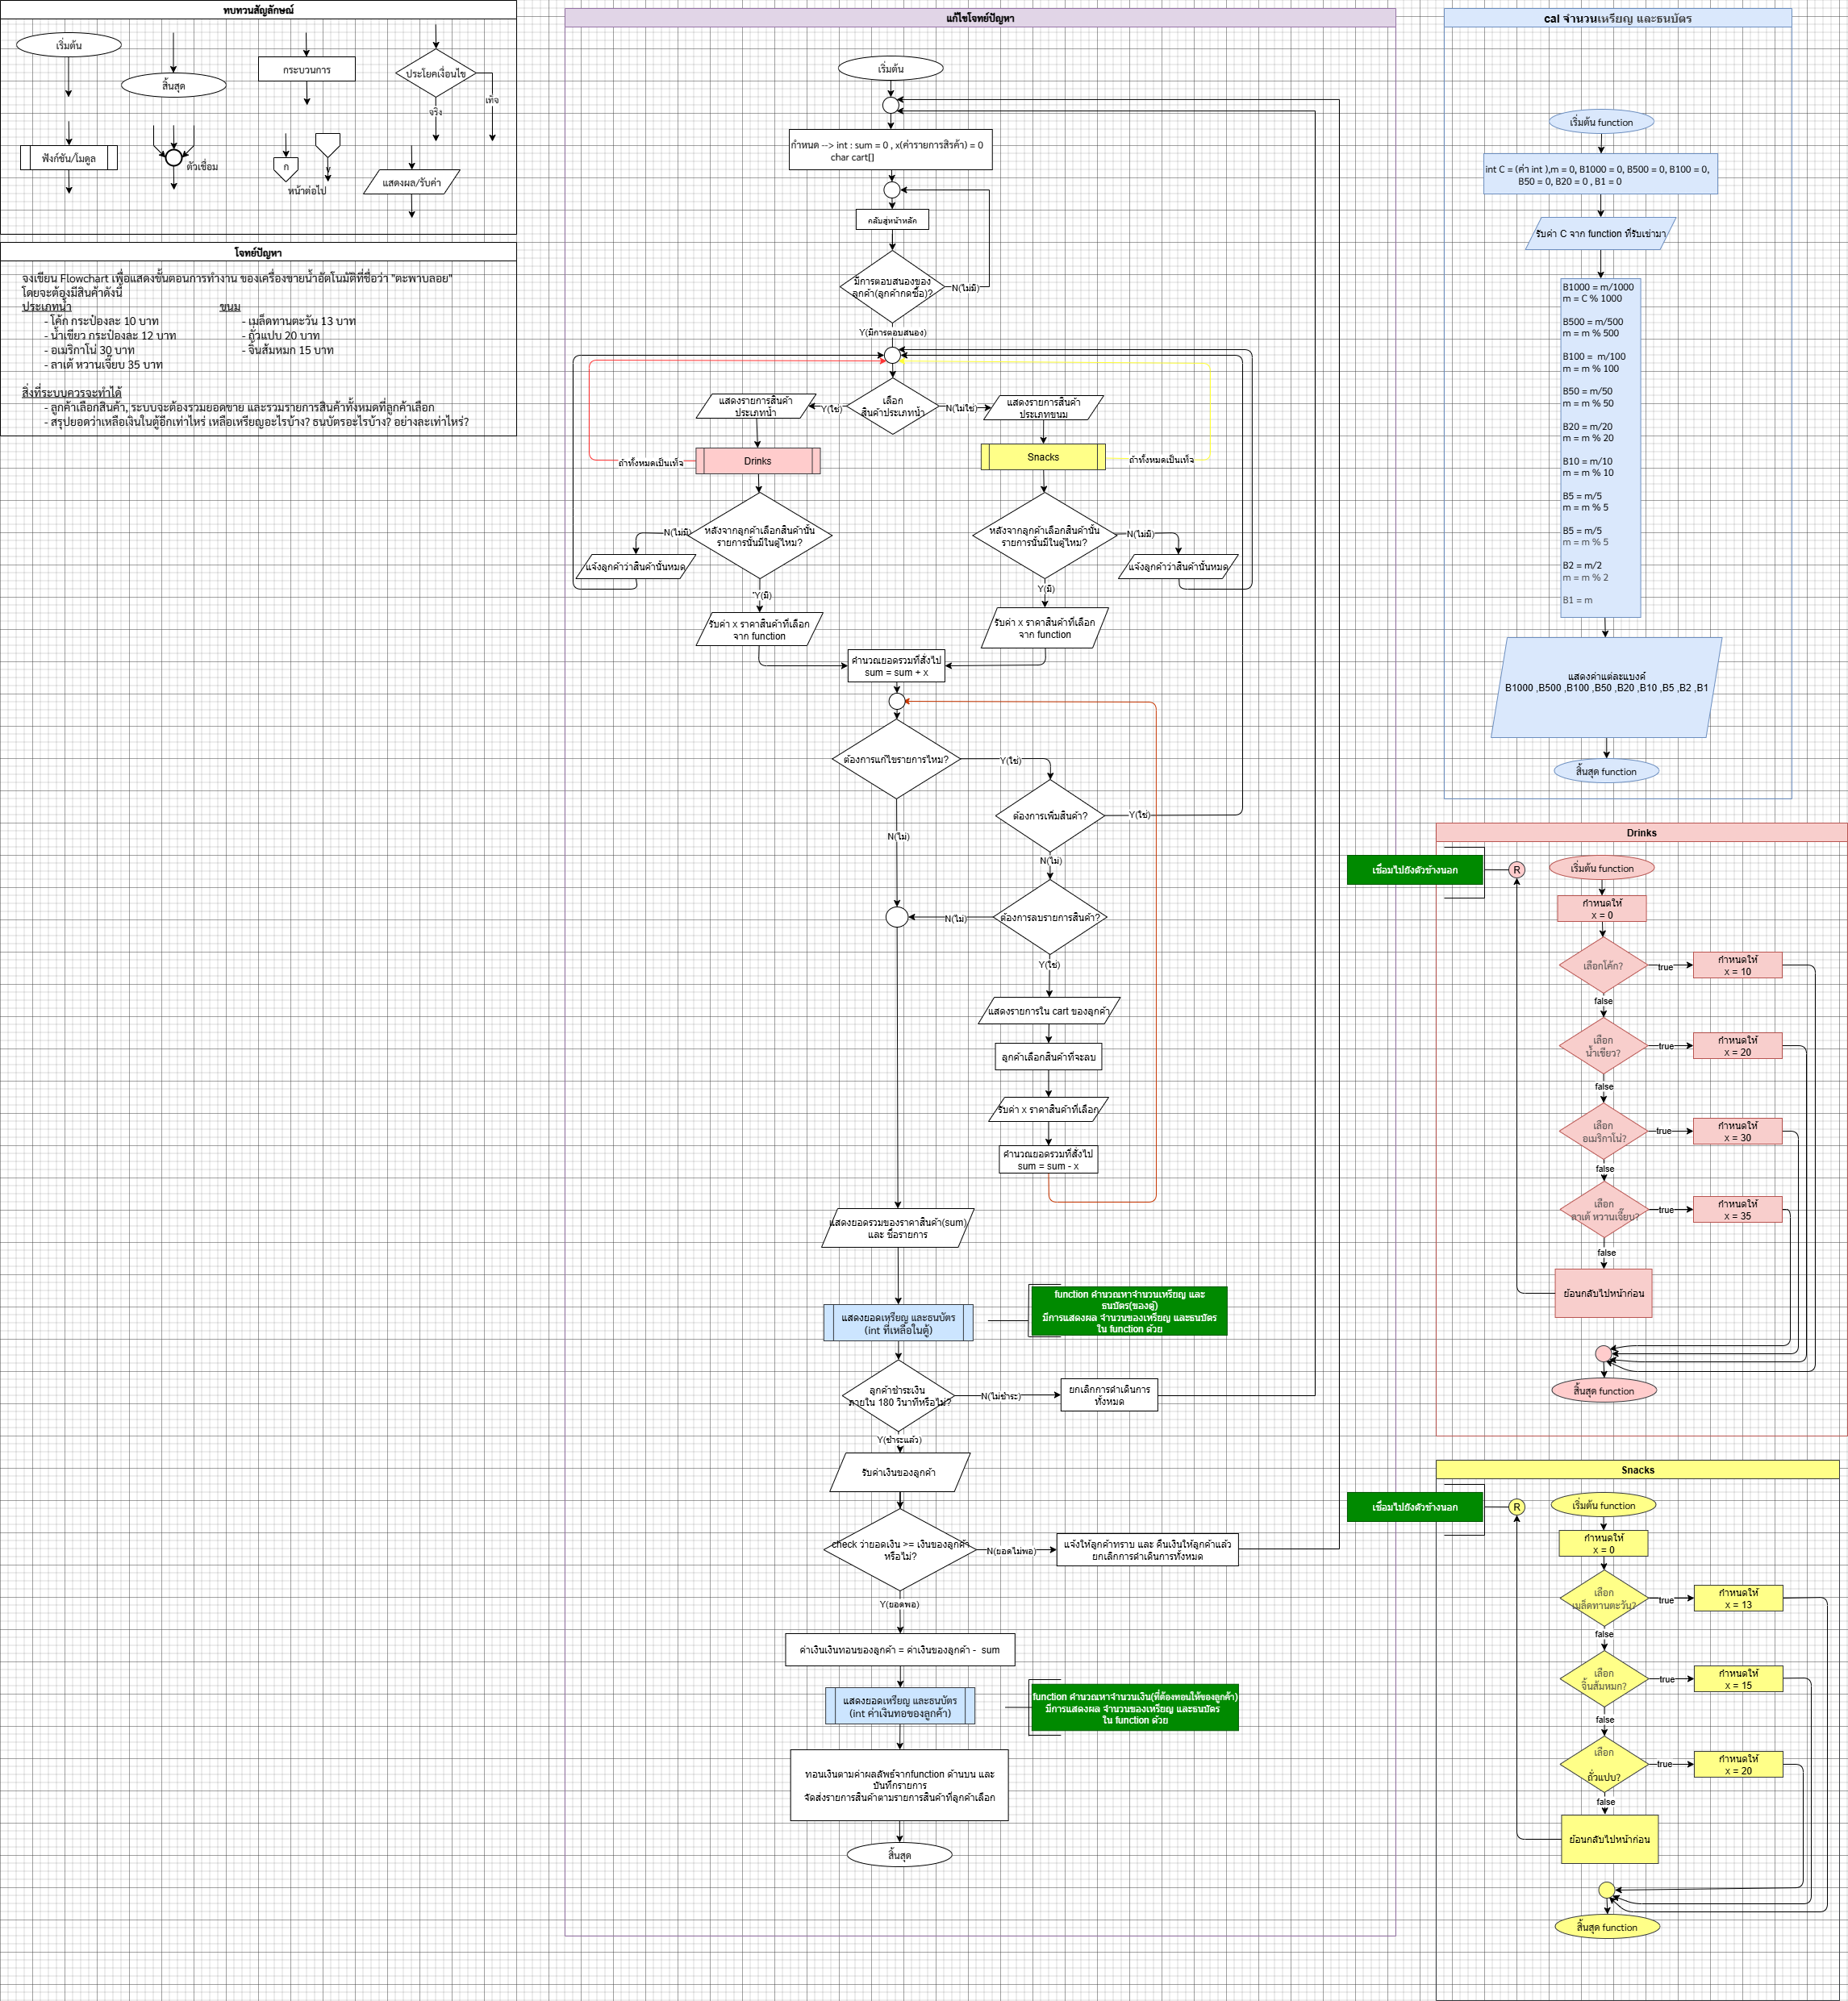 ทบทวนสัญลักษณ์
เริ่มต้น
สิ้นสุด
กระบวนการ
ประโยคเงื่อนไข
จริง
เท็จ
ฟังก์ชัน/โมดูล
ตัวเชื่อม
ก
หน้าต่อไป
แสดงผล/รับค่า
โจทย์ปัญหา
จงเขียน Flowchart เพื่อแสดงขั้นตอนการทำงาน ของเครื่องขายน้ำอัตโนมัติที่ชื่อว่า "ตะพาบลอย"
โดยจะต้องมีสินค้าดังนี้
ประเภทน้ำ
ขนม
- โค้ก กระป๋องละ 10 บาท
- เมล็ดทานตะวัน 13 บาท
- น้ำเขียว กระป๋องละ 12 บาท
- ถั่วแปบ 20 บาท
- อเมริกาโน่ 30 บาท
- จิ้นส้มหมก 15 บาท
- ลาเต้ หวานเจี๊ยบ 35 บาท
สิ่งที่ระบบควรจะทำได้
- ลูกค้าเลือกสินค้า, ระบบจะต้องรวมยอดขาย และรวมรายการสินค้าทั้งหมดที่ลูกค้าเลือก
- สรุปยอดว่าเหลือเงินในตู้อีกเท่าไหร่ เหลือเหรียญอะไรบ้าง? ธนบัตรอะไรบ้าง? อย่างละเท่าไหร่?
แก้ไขโจทย์ปัญหา
เริ่มต้น
กำหนด --> int : sum = 0 , x(ค่ารายการสิรค้า) = 0
char cart[]
กลับสู่หน้าหลัก
มีการตอบสนองของ
ลูกค้า(ลูกค้ากดซื้อ)?
N(ไม่มี)
Y(มีการตอบสนอง)
เลือก
สินค้าประเภทน้ำ
Y(ใช่)
N(ไม่ใช่)
แสดงรายการสินค้า
ประเภทน้ำ
แสดงรายการสินค้า
ประเภทขนม
Drinks
ถ้าทั้งหมดเป็นเท็จ
Snacks
ถ้าทั้งหมดเป็นเท็จ
หลังจากลูกค้าเลือกสินค้านั้น
รายการนั้นมีในตู้ไหม?
N(ไม่มี)
แจ้งลูกค้าว่าสินค้านั้นหมด
"Y(มี)
หลังจากลูกค้าเลือกสินค้านั้น
รายการนั้นมีในตู้ไหม?
N(ไม่มี)
แจ้งลูกค้าว่าสินค้านั้นหมด
Y(มี)
รับค่า x ราคาสินค้าที่เลือก
จาก function
รับค่า x ราคาสินค้าที่เลือก
จาก function
คำนวณยอดรวมที่สั่งไป
sum = sum + x
ต้องการแก้ไขรายการไหม?
Y(ใช่)
N(ไม่)
ต้องการเพิ่มสินค้า?
Y(ใช่)
N(ไม่)
ต้องการลบรายการสินค้า?
N(ไม่)
Y(ใช่)
แสดงรายการใน cart ของลูกค้า
ลูกค้าเลือกสินค้าที่จะลบ
รับค่า x ราคาสินค้าที่เลือก
คำนวณยอดรวมที่สั่งไป
sum = sum - x
แสดงยอดรวมของราคาสินค้า(sum)
และ ชื่อรายการ
แสดงยอดเหรียญ และธนบัตร
(int ที่เหลือในตู้)
function คำนวณหาจำนวนเหรียญ และ
ธนบัตร(ของตู้)
มีการแสดงผล จำนวนของเหรียญ และธนบัตร
ใน function ด้วย
ลูกค้าชำระเงิน
ภายใน 180 วินาทีหรือไม่?
N(ไม่ชำระ)
ยกเลิกการดำเนินการ
ทั้งหมด
Y(ชำระแล้ว)
รับค่าเงินของลูกค้า
check ว่ายอดเงิน >= เงินของลูกค้า
หรือไม่?
N(ยอดไม่พอ)
แจ้งให้ลูกค้าทราบ และ คืนเงินให้ลูกค้าแล้ว
ยกเลิกการดำเนินการทั้งหมด
Y(ยอดพอ)
ค่าเงินเงินทอนของลูกค้า = ค่าเงินของลูกค้า - sum
แสดงยอดเหรียญ และธนบัตร
(int ค่าเงินทอของลูกค้า)
function คำนวณหาจำนวนเงิน(ที่ต้องทอนให้ของลูกค้า)
มีการแสดงผล จำนวนของเหรียญ และธนบัตร
ใน function ด้วย
ทอนเงินตามค่าผลลัพธ์จากfunction ด้านบน และ
บันทึกรายการ
จัดส่งรายการสินค้าตามรายการสินค้าที่ลูกค้าเลือก
สิ้นสุด
cal จำนวนเหรียญ และธนบัตร
เริ่มต้น function
int C = (ค่า int ),m = 0, B1000 = 0, B500 = 0, B100 = 0,
B50 = 0, B20 = 0 , B1 = 0
รับค่า C จาก function ที่รับเข่ามา
B1000 = m/1000
m = C % 1000
B500 = m/500
m = m % 500
B100 = m/100
m = m % 100
B50 = m/50
m = m % 50
B20 = m/20
m = m % 20
B10 = m/10
m = m % 10
B5 = m/5
m = m % 5
B5 = m/5
m = m % 5
B2 = m/2
m = m % 2
B1 = m
แสดงค่าแต่ละแบงค์
B1000 ,B500 ,B100 ,B50 ,B20 ,B10 ,B5 ,B2 ,B1
สิ้นสุด function
Drinks
เชื่อมไปยังตัวข้างนอก
R
เริ่มต้น function
กำหนดให้
x = 0
เลือกโค้ก?
true
กำหนดให้
x = 10
false
เลือก
น้ำเขียว?
true
กำหนดให้
x = 20
false
เลือก
อเมริกาโน่?
true
กำหนดให้
x = 30
false
เลือก
ลาเต้ หวานเจี๊ยบ?
true
กำหนดให้
x = 35
false
ย้อนกลับไปหน้าก่อน
สิ้นสุด function
Snacks
เชื่อมไปยังตัวข้างนอก
R
เริ่มต้น function
กำหนดให้
x = 0
เลือก
เมล็ดทานตะวัน?
true
กำหนดให้
x = 13
false
เลือก
จิ้นส้มหมก?
true
กำหนดให้
x = 15
false
เลือก
ถั่วแปบ?
true
กำหนดให้
x = 20
false
ย้อนกลับไปหน้าก่อน
สิ้นสุด function